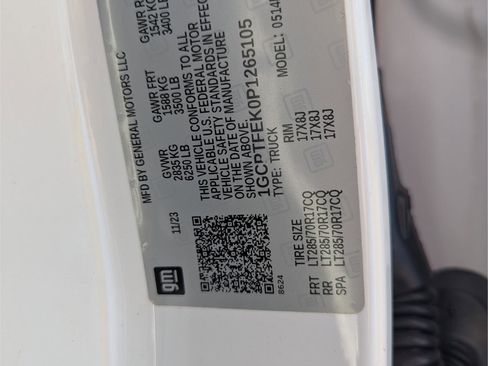 MFD BY GENERAL MOTORS LLC
GVWR
2835 KG
6250 LB
GAWR FRT
1588 KG
3500 LB
GAWR
1542 KG
3400 LB
THIS VEHICLE CONFORMS TO ALL
APPLICABLE U.S. FEDERAL MOTOR
VEHICLE SAFETY STANDARDS IN EFFECT
ON THE DATE OF MANUFACTURE
SHOWN ABOVE.
1GCPTFEK0P1265105
TYPE: TRUCK
0514
11/23
gm
8624
TIRE SIZE RIM
FRT LT285/70R17CQ 17X8J
RR LT285/70R17CQ 17X8J
SPA LT285/70R17CQ 17X8J